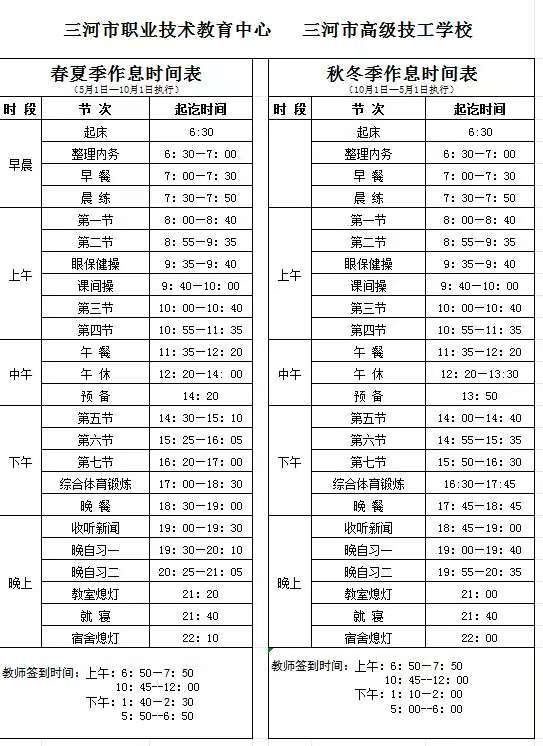 三河市职业技术教育中心 三河市高级技工学校
春夏季作息时间表
（5月1日—10月1日执行）
时 段 节 次 起讫时间
早晨
起床 6:30
整理内务 6：30—7：00
早 餐 7：00—7：30
晨 练 7：30—7：50
上午
第一节 8：00—8：40
第二节 8：55—9：35
眼保健操 9：35—9：40
课间操 9：40—10：00
第三节 10：00—10：40
第四节 10：55—11：35
中午
午 餐 11：35—12：20
午 休 12：20—14：00
预 备 14：20
下午
第五节 14：30—15：10
第六节 15：25—16：05
第七节 16：20—17：00
综合体育锻炼 17：00—18：30
晚 餐 18：30—19：00
晚上
收听新闻 19：00—19：30
晚自习一 19：30—20：10
晚自习二 20：25—21：05
教室熄灯 21：20
就 寝 21：40
宿舍熄灯 22：10
教师签到时间：上午：6：50—7：50
10：45--12：00
下午：1：40—2：30
5：50--6：50
秋冬季作息时间表
（10月1日—5月1日执行）
时 段 节 次 起讫时间
起床 6:30
整理内务 6：30—7：00
早 餐 7：00—7：30
晨 练 7：30—7：50
上午
第一节 8：00—8：40
第二节 8：55—9：35
眼保健操 9：35—9：40
课间操 9：40—10：00
第三节 10：00—10：40
第四节 10：55—11：35
中午
午 餐 11：35—12：20
午 休 12：20—13:30
预 备 13：50
下午
第五节 14：00—14：40
第六节 14：55—15：35
第七节 15：50—16：30
综合体育锻炼 16:30—17:45
晚 餐 17：45—18：45
晚上
收听新闻 18：45—19：00
晚自习一 19：00—19：40
晚自习二 19：55—20：35
教室熄灯 21：00
就 寝 21：40
宿舍熄灯 22：00
教师签到时间：上午：6：50—7：50
10：45--12：00
下午：1：10—2：00
5：00--6：00